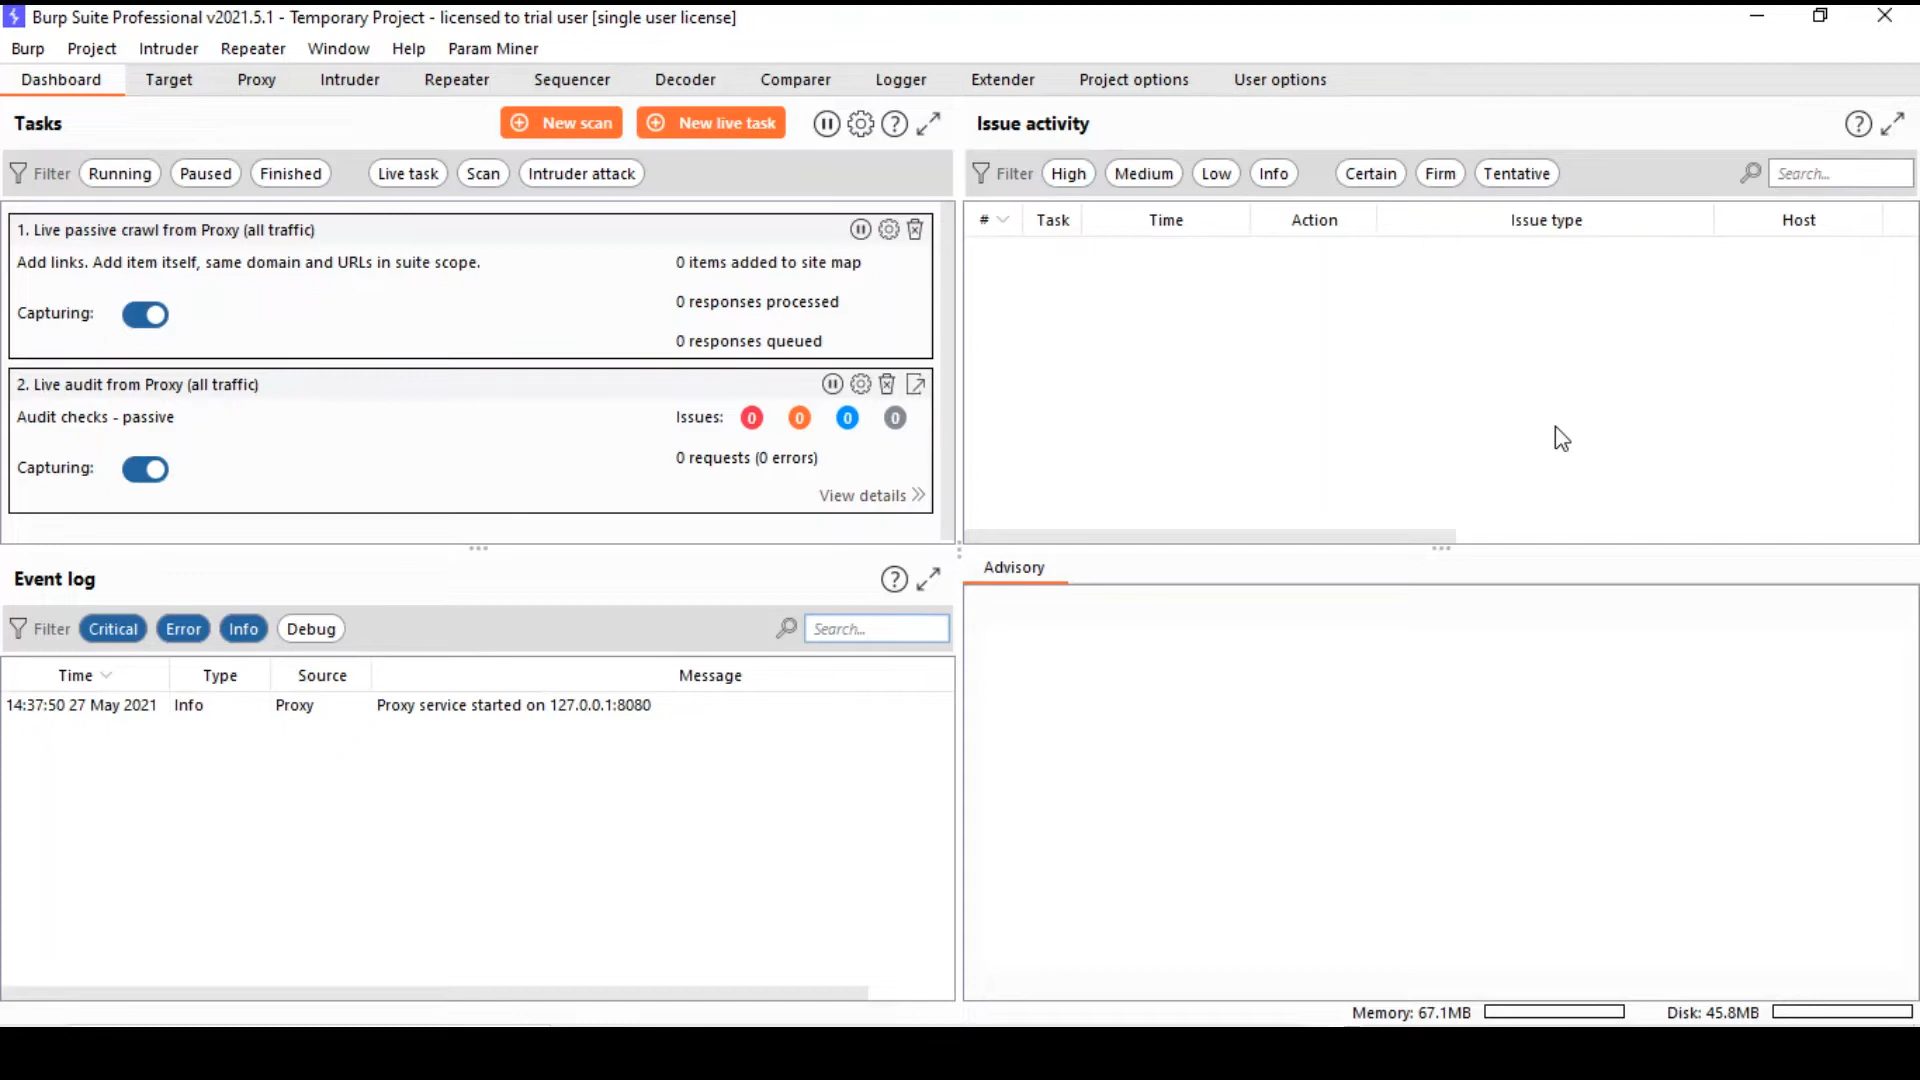 Burp Suite Professional v2021.5.1 - Temporary Project - licensed to trial user [single user license]
Burp Project Intruder Repeater Window Help Param Miner
Dashboard Target Proxy Intruder Repeater Sequencer Decoder Comparer Logger Extender Project options User options
Tasks
New scan
New live task
Filter Running Paused Finished Live task Scan Intruder attack
1. Live passive crawl from Proxy (all traffic)
Add links. Add item itself, same domain and URLs in suite scope.
0 items added to site map
0 responses processed
Capturing:
0 responses queued
2. Live audit from Proxy (all traffic)
Audit checks - passive
Issues: 0 0 0 0
0 requests (0 errors)
Capturing:
View details
Issue activity
Filter High Medium Low Info Certain Firm Tentative Search...
# Task Time Action Issue type Host
Event log
Filter Critical Error Info Debug Search...
Time Type Source Message
14:37:50 27 May 2021 Info Proxy Proxy service started on 127.0.0.1:8080
Advisory
Memory: 67.1MB Disk: 45.8MB